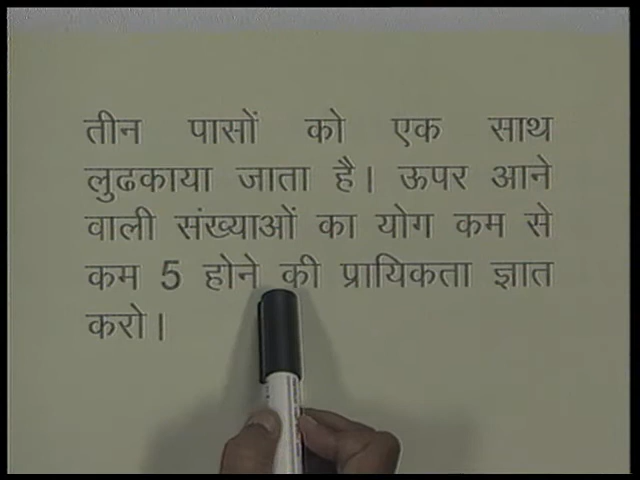 तीन पासों को एक साथ
लुढकाया जाता है। ऊपर आने
वाली संख्याओं का योग कम से
कम 5 होने की प्रायिकता ज्ञात
करो।